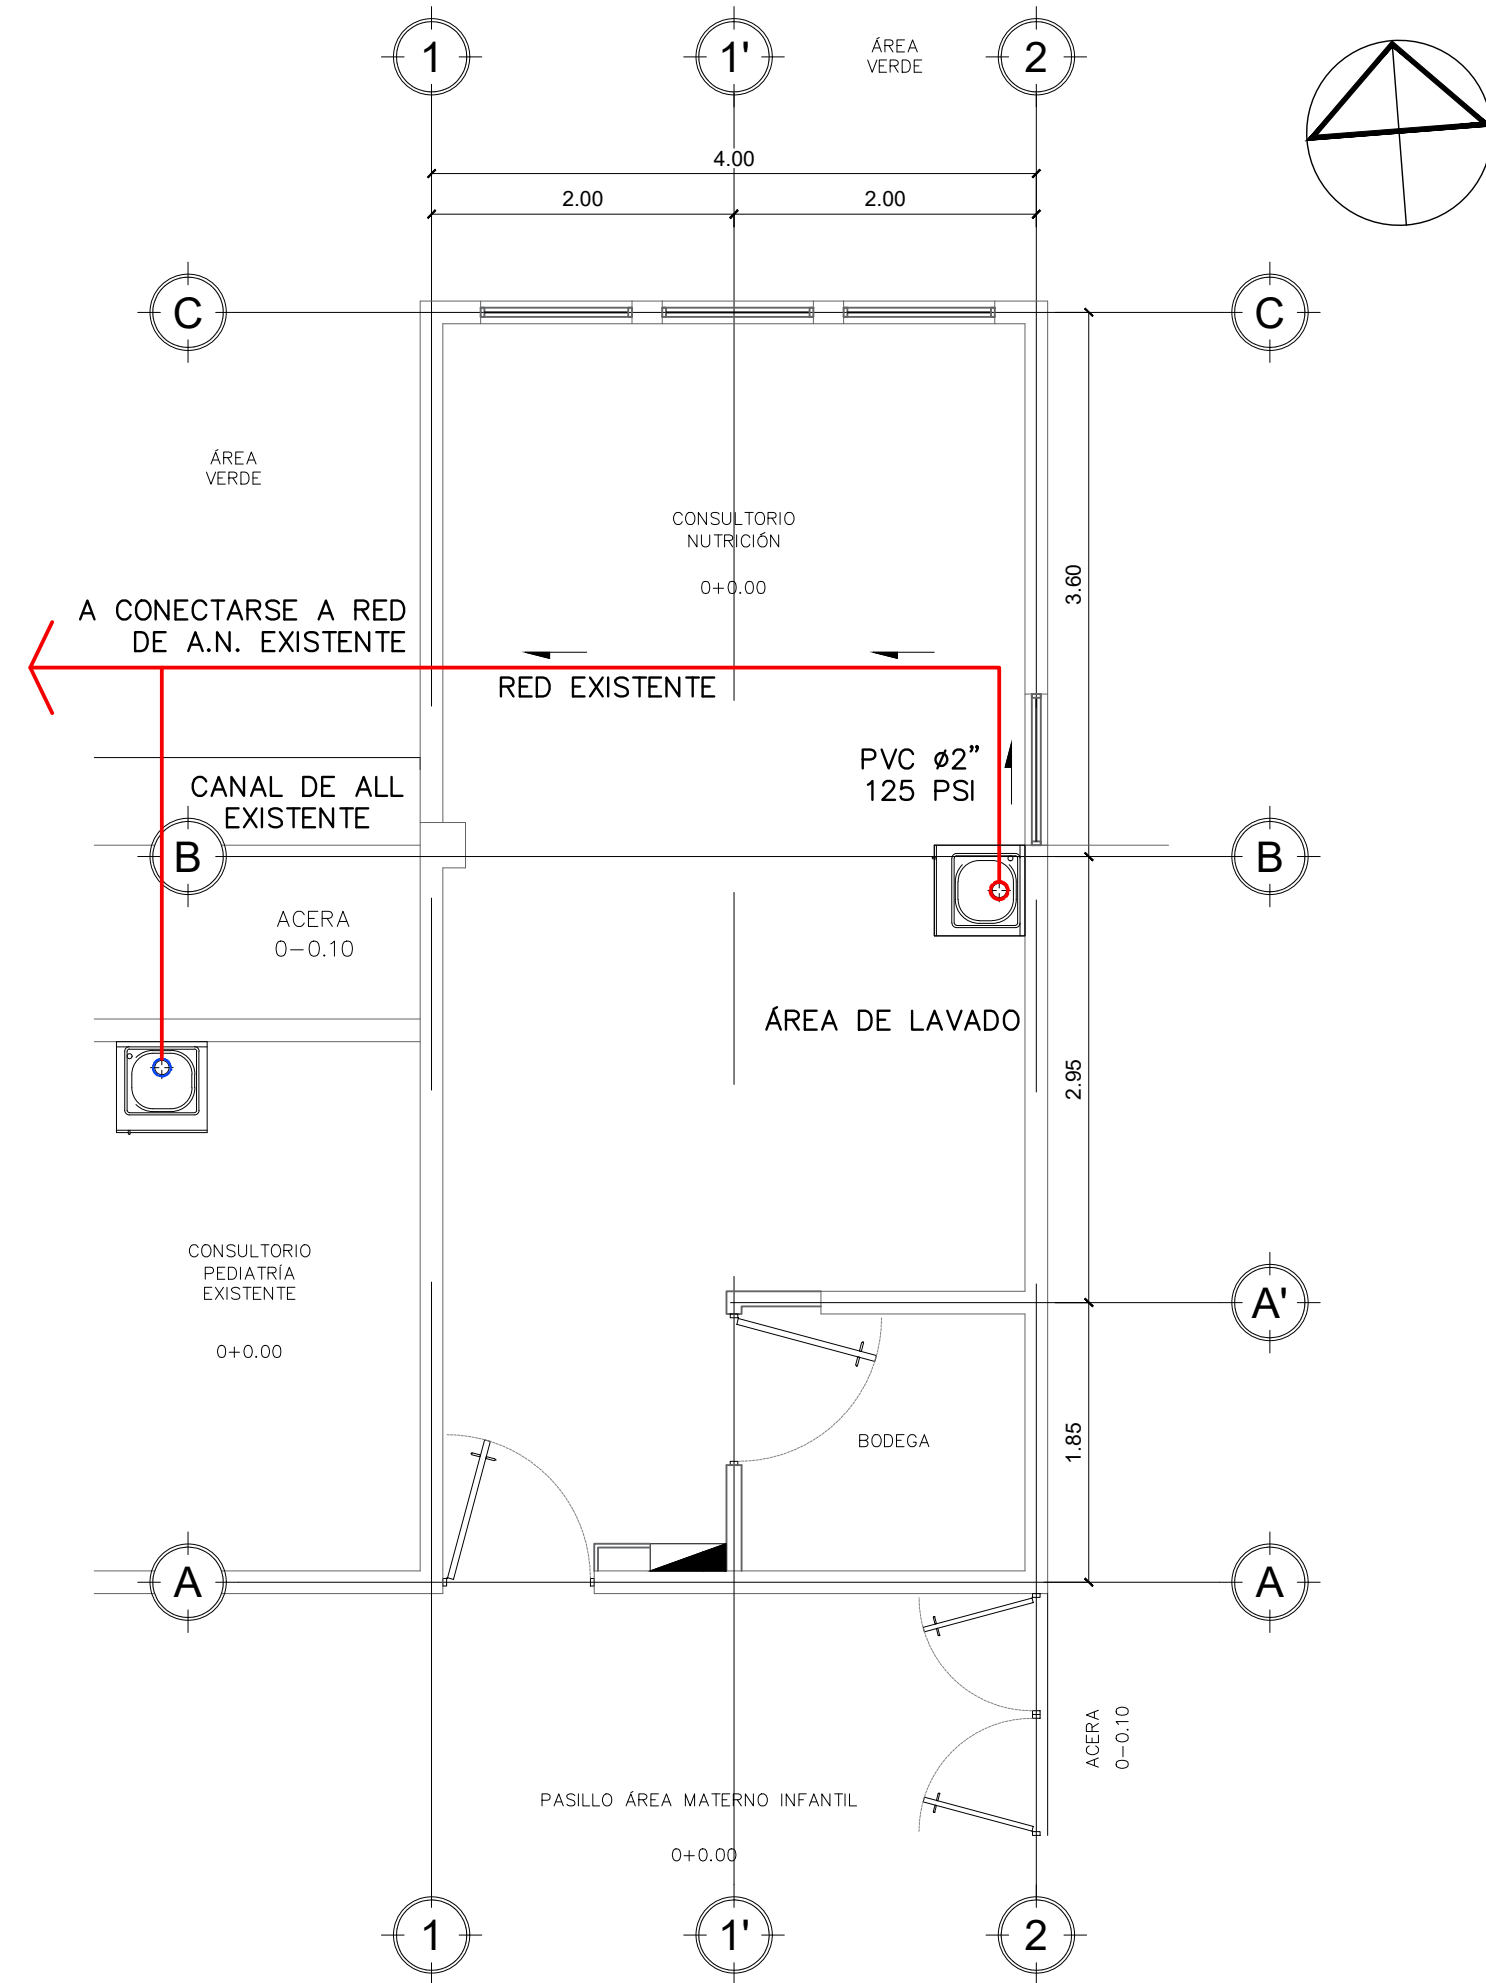 1
1'
2
ÁREA
VERDE
4.00
2.00
2.00
C
C
ÁREA
VERDE
CONSULTORIO
NUTRICIÓN
0+0.00
3.60
A CONECTARSE A RED
DE A.N. EXISTENTE
RED EXISTENTE
PVC ø2”
125 PSI
CANAL DE ALL
EXISTENTE
B
B
ACERA
0-0.10
ÁREA DE LAVADO
2.95
CONSULTORIO
PEDIATRÍA
EXISTENTE
0+0.00
A'
BODEGA
1.85
A
A
ACERA
0-0.10
PASILLO ÁREA MATERNO INFANTIL
0+0.00
1
1'
2